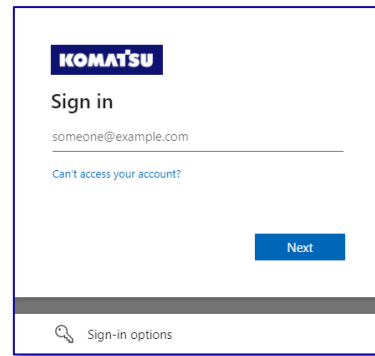 KOMATSU
Sign in
someone@example.com
Can't access your account?
Next
Sign-in options